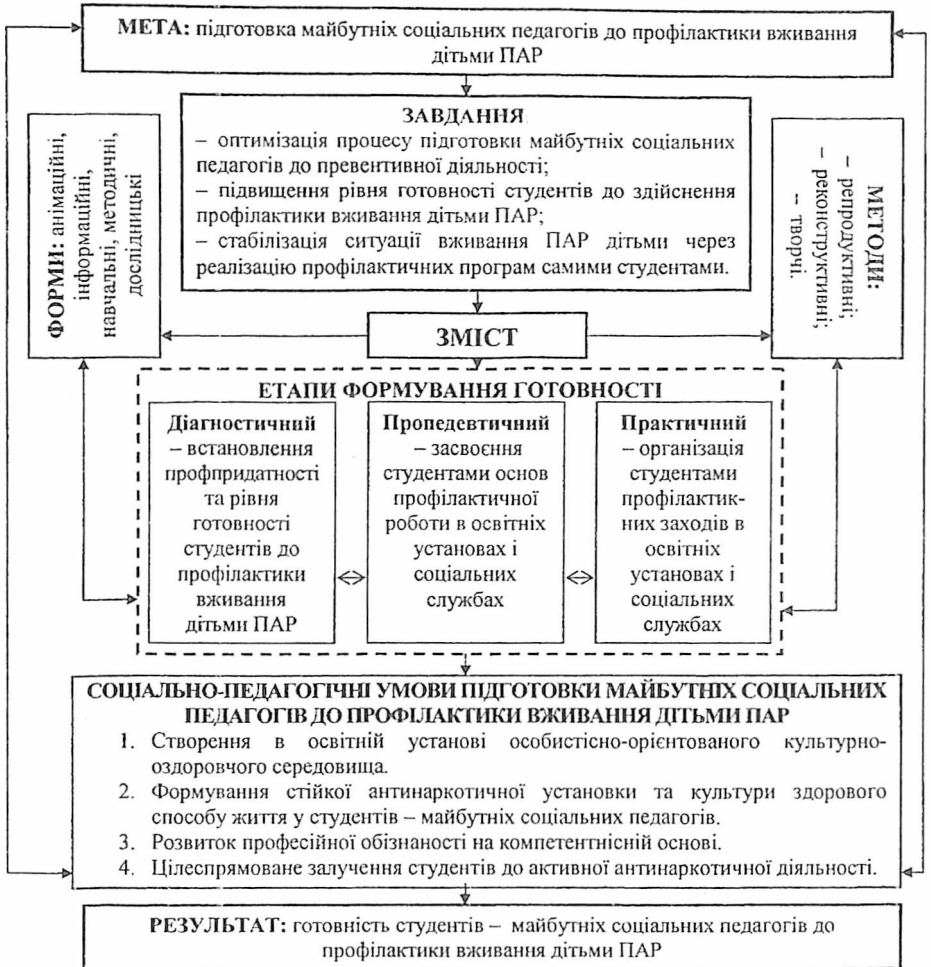 МЕТА: підготовка майбутніх соціальних педагогів до профілактики вживання
дітьми ПАР
ЗАВДАННЯ
– оптимізація процесу підготовки майбутніх соціальних
педагогів до превентивної діяльності;
– підвищення рівня готовності студентів до здійснення
профілактики вживання дітьми ПАР;
– стабілізація ситуації вживання ПАР дітьми через
реалізацію профілактичних програм самими студентами.
ФОРМИ: анімаційні,
інформаційні,
навчальні, методичні,
дослідницькі
МЕТОДИ:
– репродуктивні;
– реконструктивні;
– творчі.
ЗМІСТ
ЕТАПИ ФОРМУВАННЯ ГОТОВНОСТІ
Діагностичний
– встановлення
профпридатності
та рівня
готовності
студентів до
профілактики
вживання
дітьми ПАР
Пропедевтичний
– засвоєння
студентами основ
профілактичної
роботи в освітніх
установах і
соціальних
службах
Практичний
– організація
студентами
профілактик-
них заходів в
освітніх
установах і
соціальних
службах
СОЦІАЛЬНО-ПЕДАГОГІЧНІ УМОВИ ПІДГОТОВКИ МАЙБУТНІХ СОЦІАЛЬНИХ
ПЕДАГОГІВ ДО ПРОФІЛАКТИКИ ВЖИВАННЯ ДІТЬМИ ПАР
1. Створення в освітній установі особистісно-орієнтованого культурно-
оздоровчого середовища.
2. Формування стійкої антинаркотичної установки та культури здорового
способу життя у студентів – майбутніх соціальних педагогів.
3. Розвиток професійної обізнаності на компетентнісній основі.
4. Цілеспрямоване залучення студентів до активної антинаркотичної діяльності.
РЕЗУЛЬТАТ: готовність студентів – майбутніх соціальних педагогів до
профілактики вживання дітьми ПАР